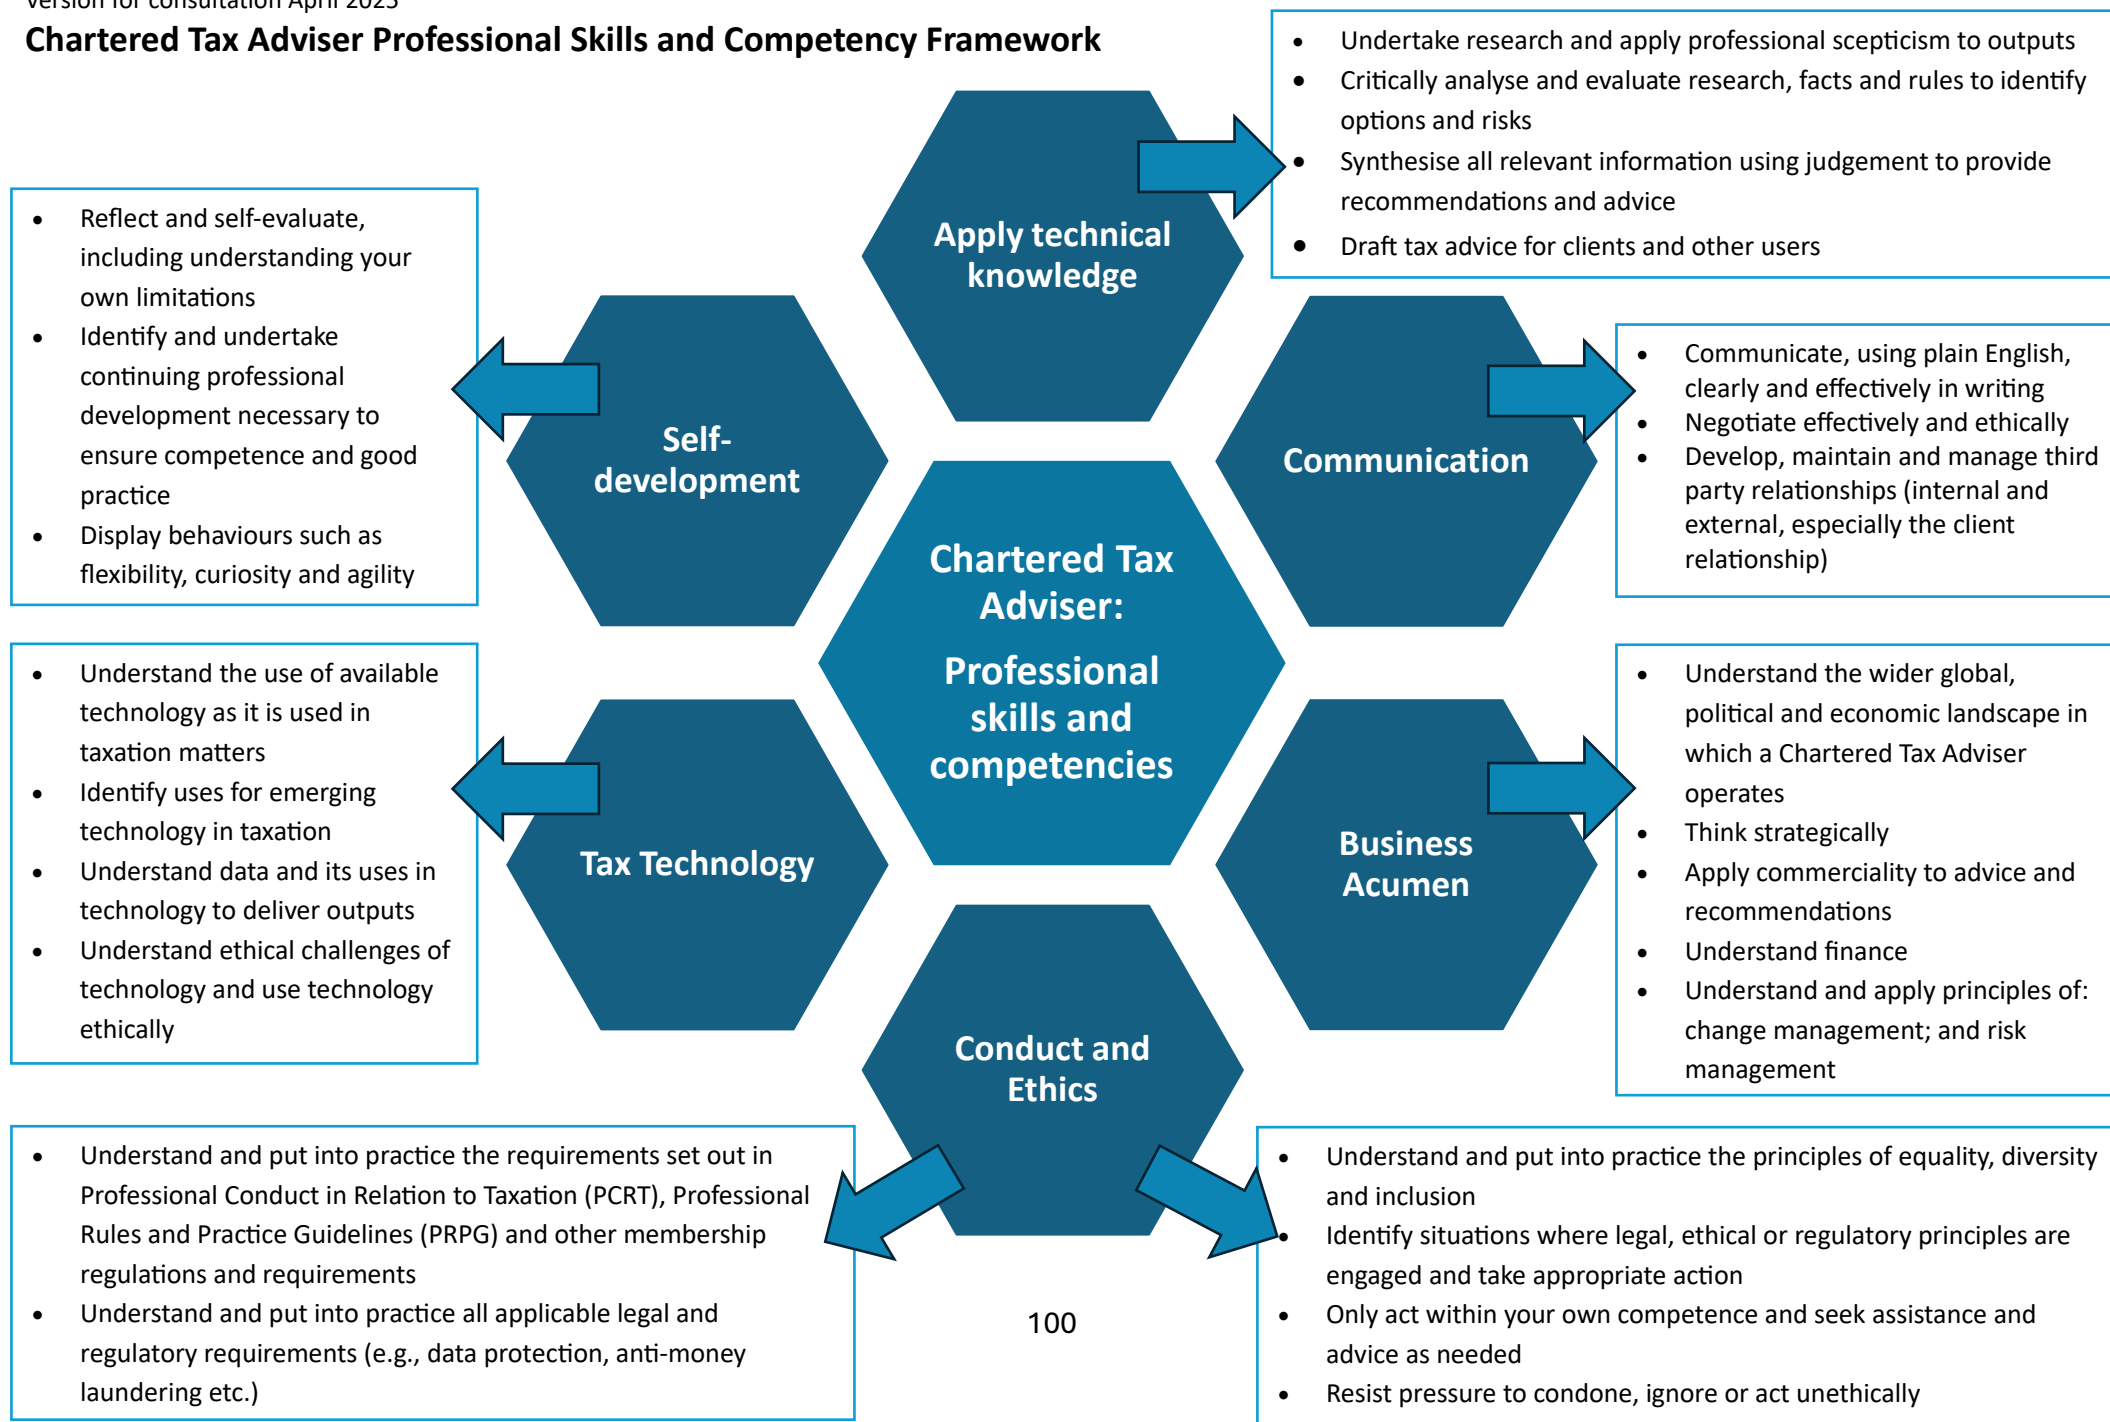 Version for consultation April 2025
Chartered Tax Adviser Professional Skills and Competency Framework
• Undertake research and apply professional scepticism to outputs
• Critically analyse and evaluate research, facts and rules to identify
options and risks
• Synthesise all relevant information using judgement to provide
recommendations and advice
• Draft tax advice for clients and other users
Apply technical
knowledge
• Reflect and self-evaluate,
including understanding your
own limitations
• Identify and undertake
continuing professional
development necessary to
ensure competence and good
practice
• Display behaviours such as
flexibility, curiosity and agility
Self-
development
Communication
• Communicate, using plain English,
clearly and effectively in writing
• Negotiate effectively and ethically
• Develop, maintain and manage third
party relationships (internal and
external, especially the client
relationship)
Chartered Tax
Adviser:
Professional
skills and
competencies
• Understand the use of available
technology as it is used in
taxation matters
• Identify uses for emerging
technology in taxation
• Understand data and its uses in
technology to deliver outputs
• Understand ethical challenges of
technology and use technology
ethically
Tax Technology
Business
Acumen
• Understand the wider global,
political and economic landscape in
which a Chartered Tax Adviser
operates
• Think strategically
• Apply commerciality to advice and
recommendations
• Understand finance
• Understand and apply principles of:
change management; and risk
management
Conduct and
Ethics
• Understand and put into practice the requirements set out in
Professional Conduct in Relation to Taxation (PCRT), Professional
Rules and Practice Guidelines (PRPG) and other membership
regulations and requirements
• Understand and put into practice all applicable legal and
regulatory requirements (e.g., data protection, anti-money
laundering etc.)
• Understand and put into practice the principles of equality, diversity
and inclusion
• Identify situations where legal, ethical or regulatory principles are
engaged and take appropriate action
• Only act within your own competence and seek assistance and
advice as needed
• Resist pressure to condone, ignore or act unethically
100